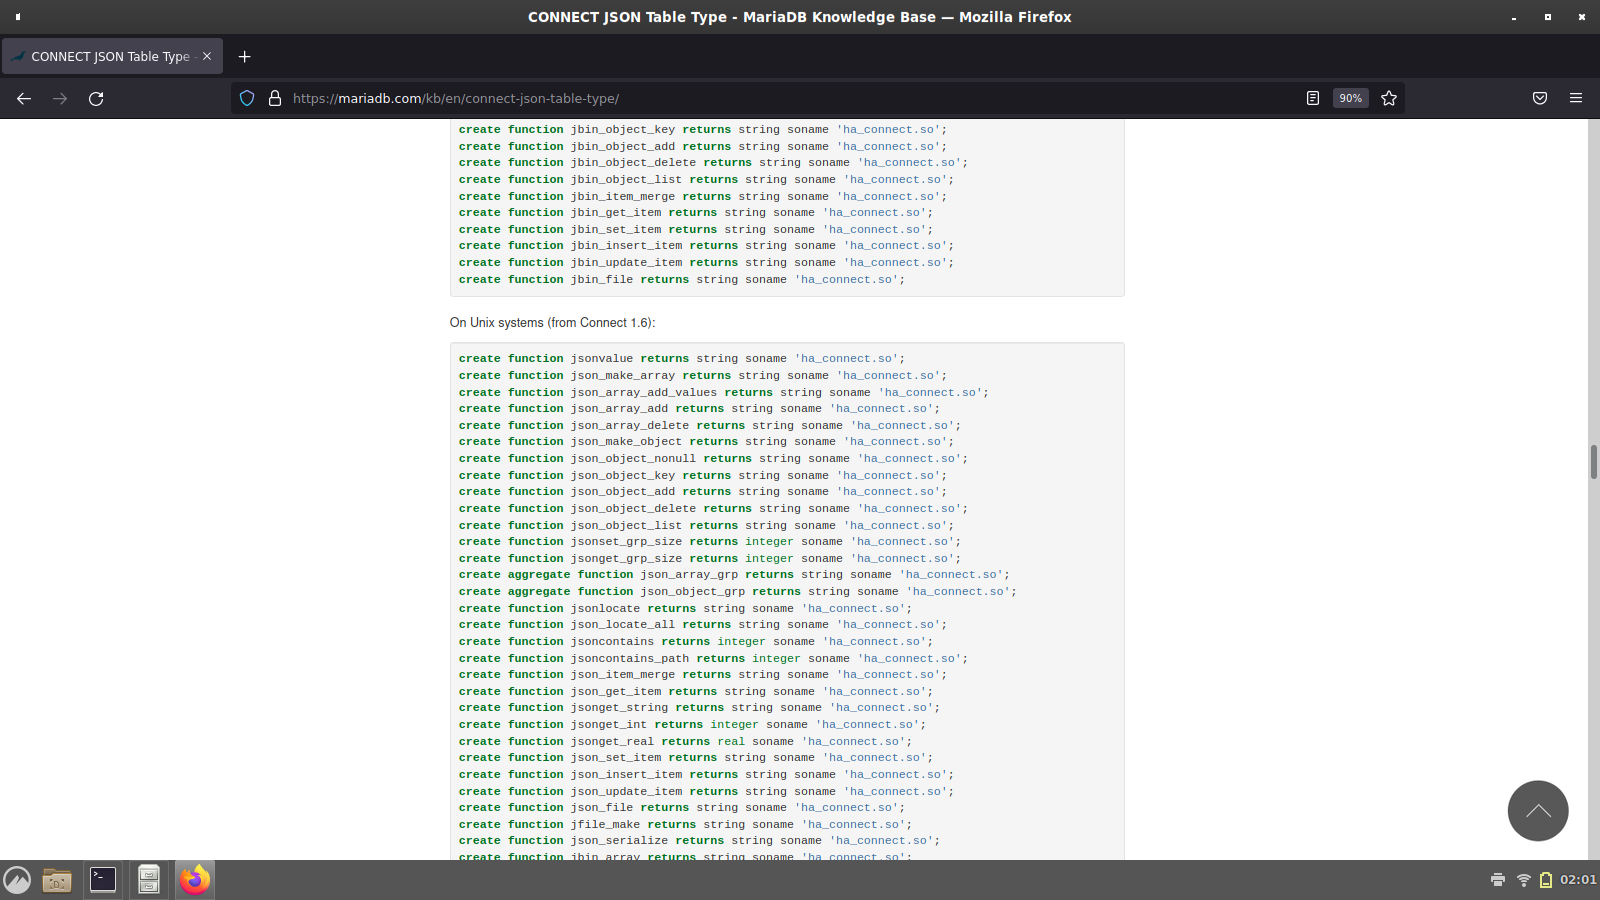 CONNECT JSON Table Type - MariaDB Knowledge Base — Mozilla Firefox
CONNECT JSON Table Type -
https://mariadb.com/kb/en/connect-json-table-type/
90%
create function jbin_object_key returns string soname 'ha_connect.so';
create function jbin_object_add returns string soname 'ha_connect.so';
create function jbin_object_delete returns string soname 'ha_connect.so';
create function jbin_object_list returns string soname 'ha_connect.so';
create function jbin_item_merge returns string soname 'ha_connect.so';
create function jbin_get_item returns string soname 'ha_connect.so';
create function jbin_set_item returns string soname 'ha_connect.so';
create function jbin_insert_item returns string soname 'ha_connect.so';
create function jbin_update_item returns string soname 'ha_connect.so';
create function jbin_file returns string soname 'ha_connect.so';
On Unix systems (from Connect 1.6):
create function jsonvalue returns string soname 'ha_connect.so';
create function json_make_array returns string soname 'ha_connect.so';
create function json_array_add_values returns string soname 'ha_connect.so';
create function json_array_add returns string soname 'ha_connect.so';
create function json_array_delete returns string soname 'ha_connect.so';
create function json_make_object returns string soname 'ha_connect.so';
create function json_object_nonull returns string soname 'ha_connect.so';
create function json_object_key returns string soname 'ha_connect.so';
create function json_object_add returns string soname 'ha_connect.so';
create function json_object_delete returns string soname 'ha_connect.so';
create function json_object_list returns string soname 'ha_connect.so';
create function jsonset_grp_size returns integer soname 'ha_connect.so';
create function jsonget_grp_size returns integer soname 'ha_connect.so';
create aggregate function json_array_grp returns string soname 'ha_connect.so';
create aggregate function json_object_grp returns string soname 'ha_connect.so';
create function jsonlocate returns string soname 'ha_connect.so';
create function json_locate_all returns string soname 'ha_connect.so';
create function jsoncontains returns integer soname 'ha_connect.so';
create function jsoncontains_path returns integer soname 'ha_connect.so';
create function json_item_merge returns string soname 'ha_connect.so';
create function json_get_item returns string soname 'ha_connect.so';
create function jsonget_string returns string soname 'ha_connect.so';
create function jsonget_int returns integer soname 'ha_connect.so';
create function jsonget_real returns real soname 'ha_connect.so';
create function json_set_item returns string soname 'ha_connect.so';
create function json_insert_item returns string soname 'ha_connect.so';
create function json_update_item returns string soname 'ha_connect.so';
create function json_file returns string soname 'ha_connect.so';
create function jfile_make returns string soname 'ha_connect.so';
create function json_serialize returns string soname 'ha_connect.so';
create function jbin_array returns string soname 'ha_connect.so';
02:01